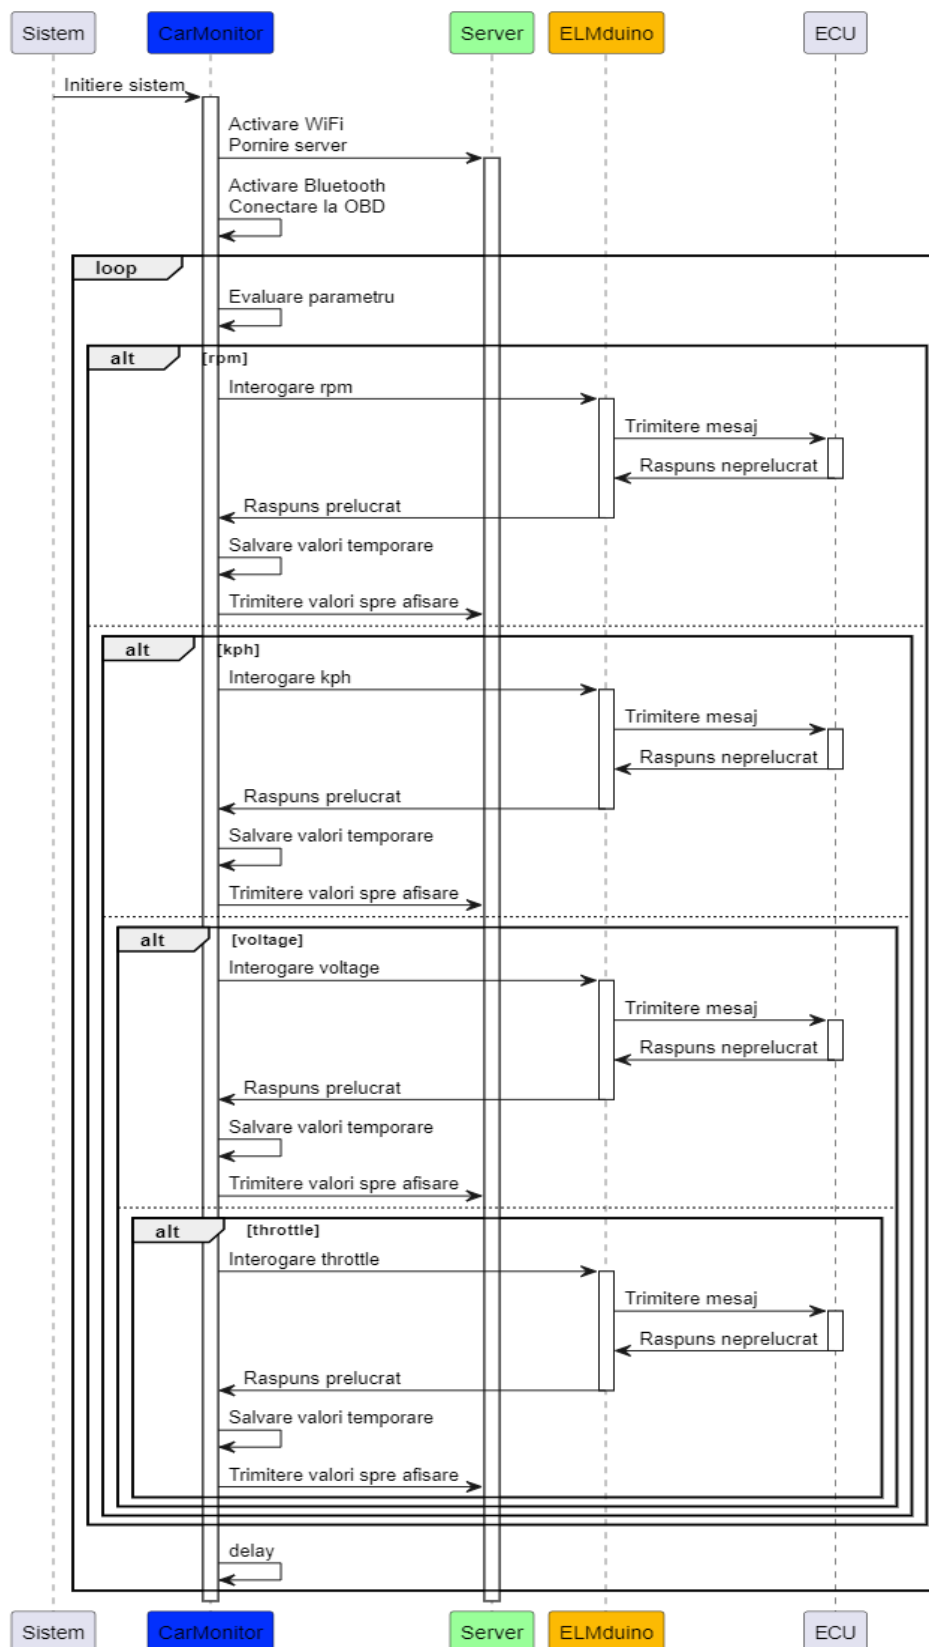 Sistem CarMonitor Server ELMduino ECU
Initiere sistem
Activare WiFi
Pornire server
Activare Bluetooth
Conectare la OBD
loop
Evaluare parametru
alt [rpm]
Interogare rpm
Trimitere mesaj
Raspuns neprelucrat
Raspuns prelucrat
Salvare valori temporare
Trimitere valori spre afisare
alt [kph]
Interogare kph
Trimitere mesaj
Raspuns neprelucrat
Raspuns prelucrat
Salvare valori temporare
Trimitere valori spre afisare
alt [voltage]
Interogare voltage
Trimitere mesaj
Raspuns neprelucrat
Raspuns prelucrat
Salvare valori temporare
Trimitere valori spre afisare
alt [throttle]
Interogare throttle
Trimitere mesaj
Raspuns neprelucrat
Raspuns prelucrat
Salvare valori temporare
Trimitere valori spre afisare
delay
Sistem CarMonitor Server ELMduino ECU